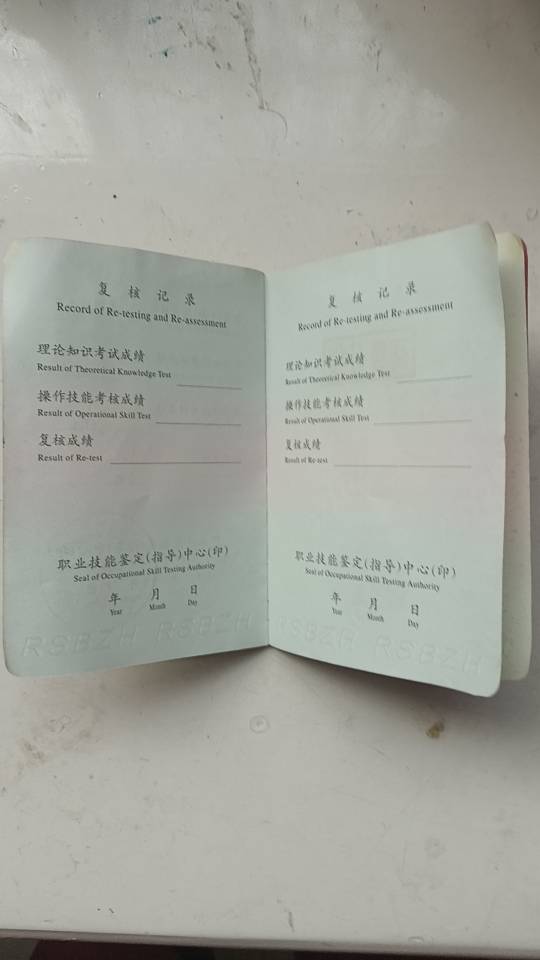 复核记录
Record of Re-testing and Re-assessment
理论知识考试成绩
Result of Theoretical Knowledge Test
操作技能考核成绩
Result of Operational Skill Test
复核成绩
Result of Re-test
职业技能鉴定(指导)中心(印)
Seal of Occupational Skill Testing Authority
年 月 日
Year Month Day
RSBZH RSBZH
复核记录
Record of Re-testing and Re-assessment
理论知识考试成绩
Result of Theoretical Knowledge Test
操作技能考核成绩
Result of Operational Skill Test
复核成绩
Result of Re-test
职业技能鉴定(指导)中心(印)
Seal of Occupational Skill Testing Authority
年 月 日
Year Month Day
RSBZH RSBZH